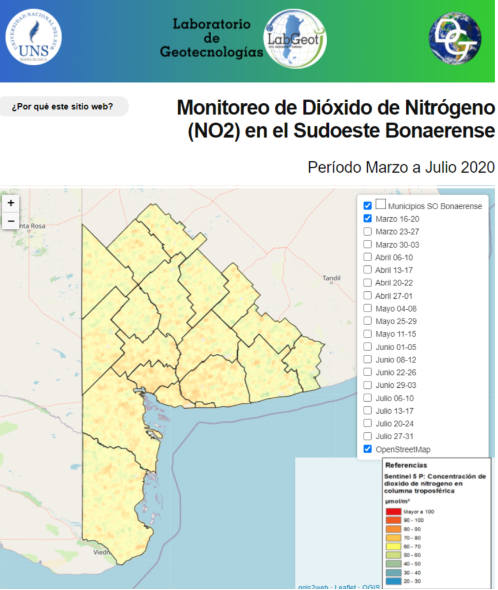 UNIVERSIDAD NACIONAL DEL SUR
UNS
Laboratorio
de
Geotecnologías
LabGeot
DGT
¿Por qué este sitio web?
Monitoreo de Dióxido de Nitrógeno
(NO2) en el Sudoeste Bonaerense
Período Marzo a Julio 2020
+
−
nta Rosa
Tandil
Viedm
Municipios SO Bonaerense
Marzo 16-20
Marzo 23-27
Marzo 30-03
Abril 06-10
Abril 13-17
Abril 20-22
Abril 27-01
Mayo 04-08
Mayo 25-29
Mayo 11-15
Junio 01-05
Junio 08-12
Junio 22-26
Junio 29-03
Julio 06-10
Julio 13-17
Julio 20-24
Julio 27-31
OpenStreetMap
Referencias
Sentinel 5 P: Concentración de
dioxido de nitrogeno en
columna troposférica
µmol/m²
Mayor a 100
90 - 100
80 - 90
70 - 80
60 - 70
50 - 60
40 - 50
30 - 40
20 - 30
qgis2web · Leaflet · QGIS